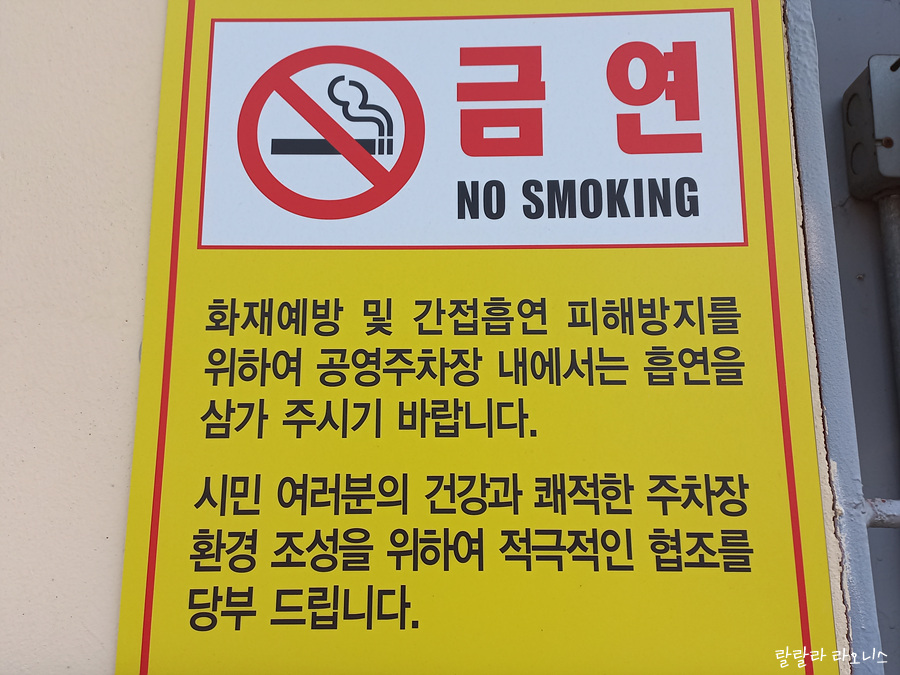 금연
NO SMOKING
화재예방 및 간접흡연 피해방지를
위하여 공영주차장 내에서는 흡연을
삼가 주시기 바랍니다.
시민 여러분의 건강과 쾌적한 주차장
환경 조성을 위하여 적극적인 협조를
당부 드립니다.
랄랄라 라오니스